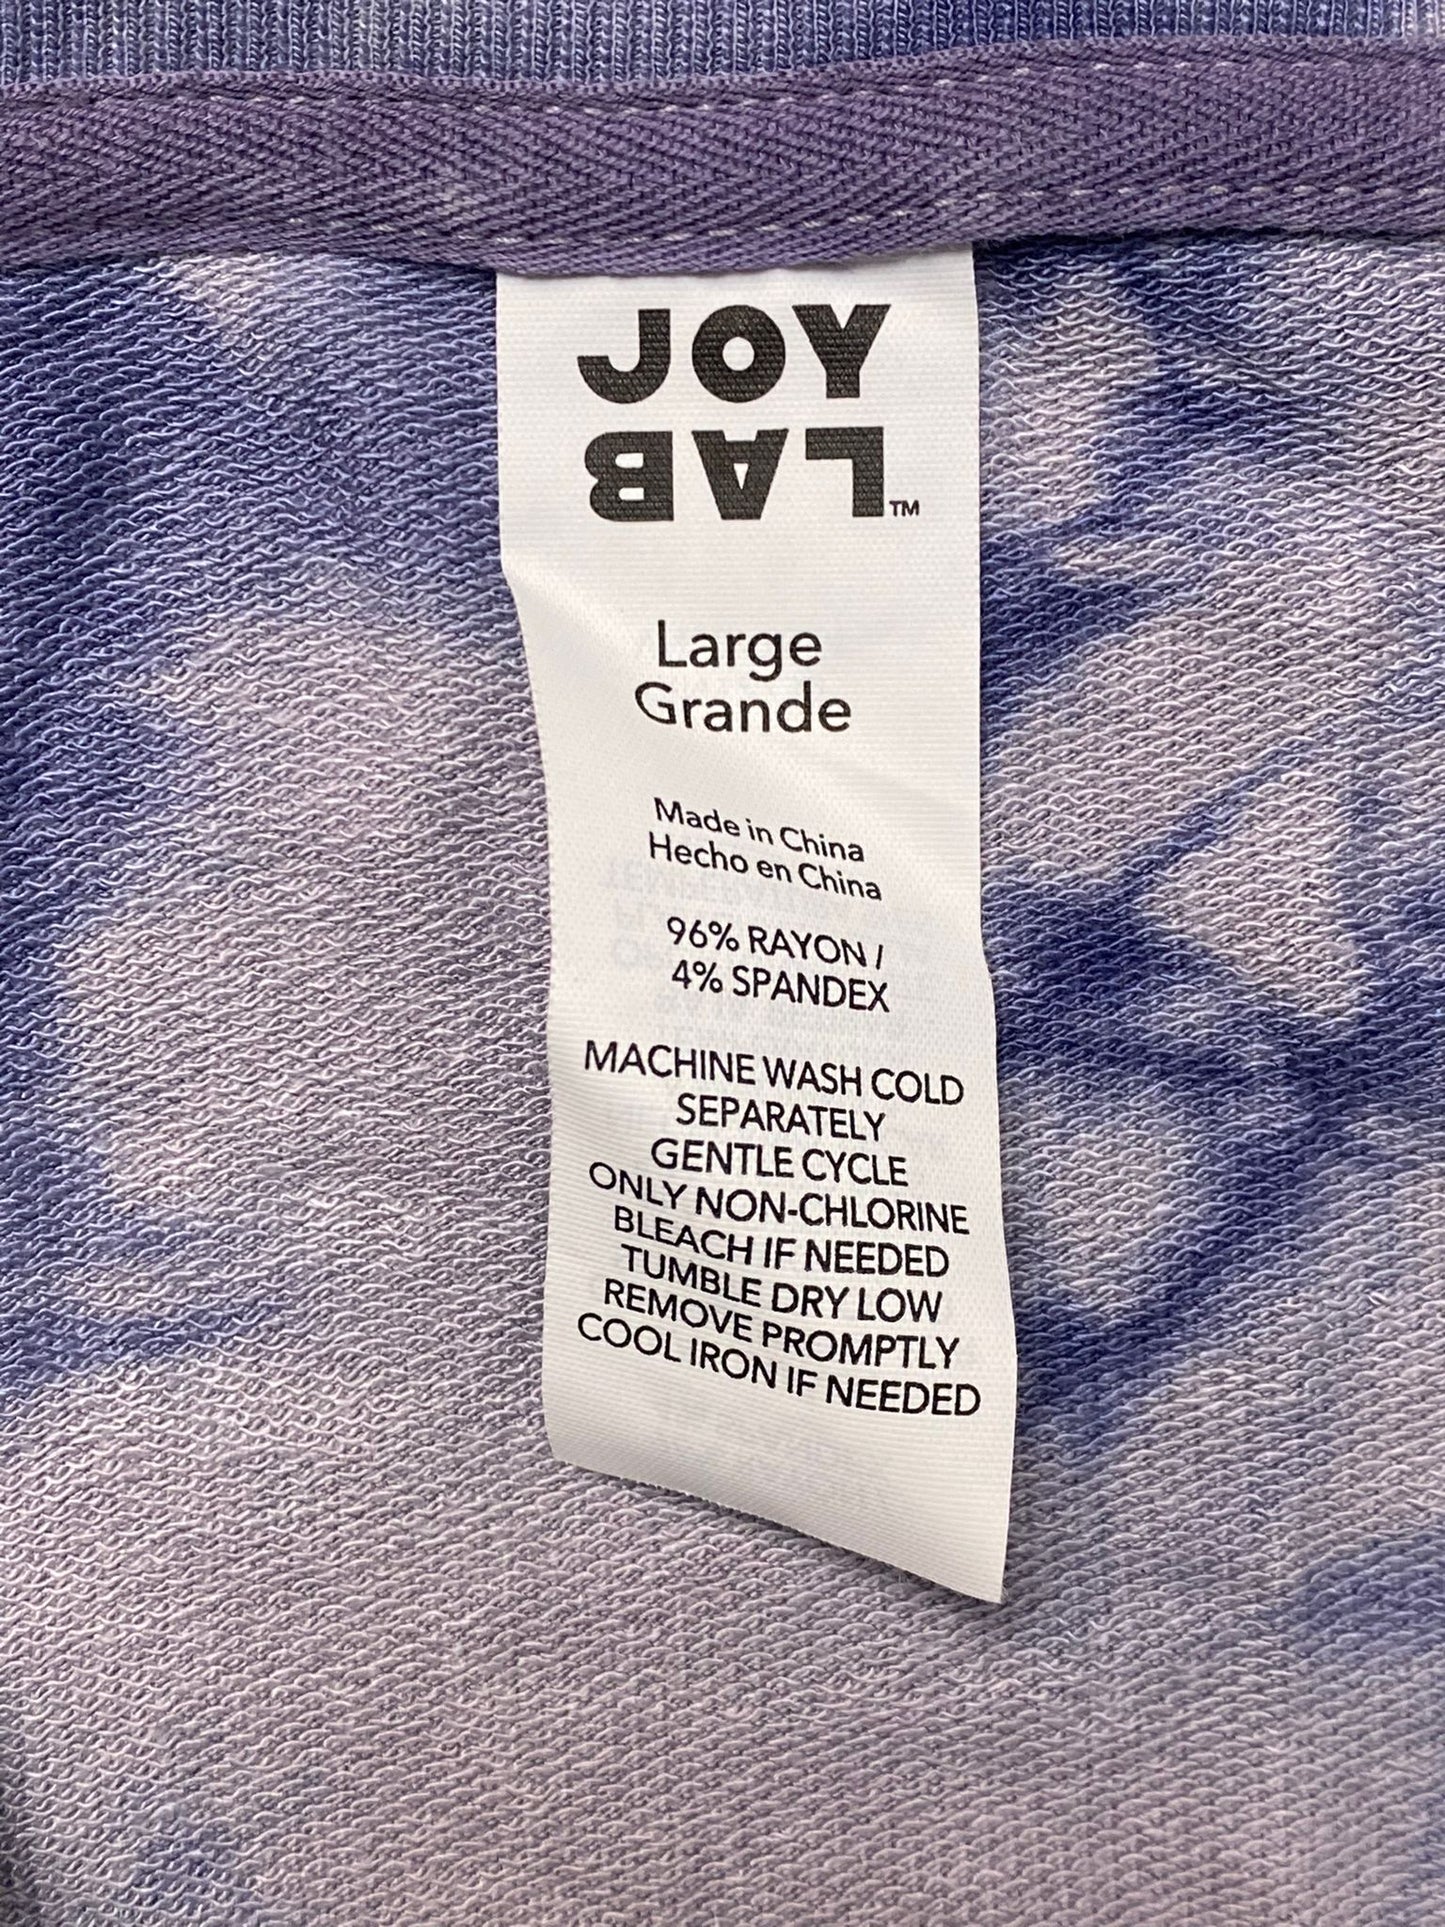 JOY
LAB™
Large
Grande
Made in China
Hecho en China
96% RAYON /
4% SPANDEX
MACHINE WASH COLD
SEPARATELY
GENTLE CYCLE
ONLY NON-CHLORINE
BLEACH IF NEEDED
TUMBLE DRY LOW
REMOVE PROMPTLY
COOL IRON IF NEEDED